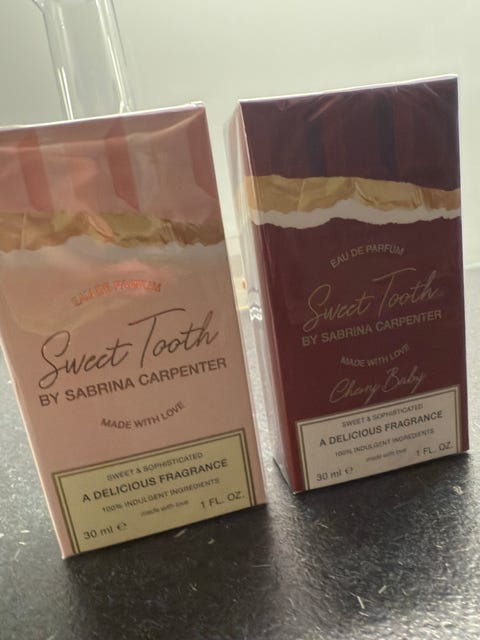 EAU DE PARFUM
Sweet Tooth
BY SABRINA CARPENTER
MADE WITH LOVE
SWEET & SOPHISTICATED
A DELICIOUS FRAGRANCE
100% INDULGENT INGREDIENTS
made with love
30 ml ℮ 1 FL. OZ.
EAU DE PARFUM
Sweet Tooth
BY SABRINA CARPENTER
MADE WITH LOVE
Cherry Baby
SWEET & SOPHISTICATED
A DELICIOUS FRAGRANCE
100% INDULGENT INGREDIENTS
made with love
30 ml ℮ 1 FL. OZ.